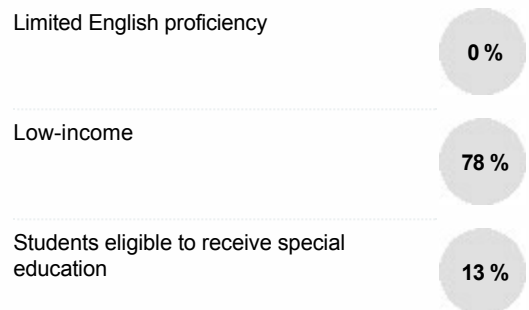 Limited English proficiency
0 %
Low-income
78 %
Students eligible to receive special
education
13 %